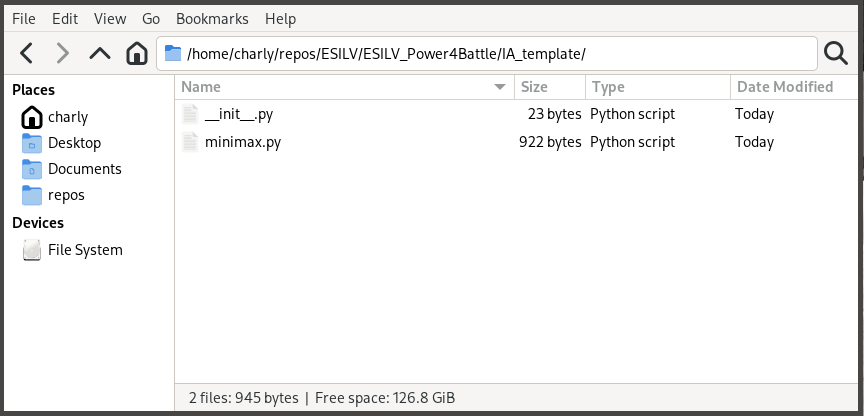 File Edit View Go Bookmarks Help
/home/charly/repos/ESILV/ESILV_Power4Battle/IA_template/
Places
charly
Desktop
Documents
repos
Devices
File System
Name Size Type Date Modified
__init__.py 23 bytes Python script Today
minimax.py 922 bytes Python script Today
2 files: 945 bytes | Free space: 126.8 GiB